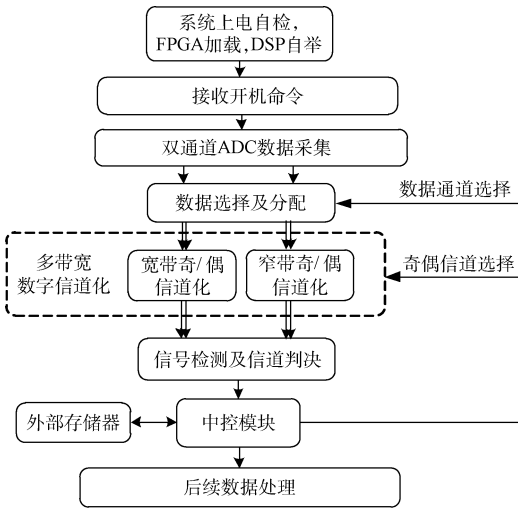 系统上电自检,
FPGA加载,DSP自举
接收开机命令
双通道ADC数据采集
数据选择及分配
数据通道选择
多带宽
数字信道化
宽带奇/偶
信道化
窄带奇/偶
信道化
奇偶信道选择
信号检测及信道判决
外部存储器
中控模块
后续数据处理